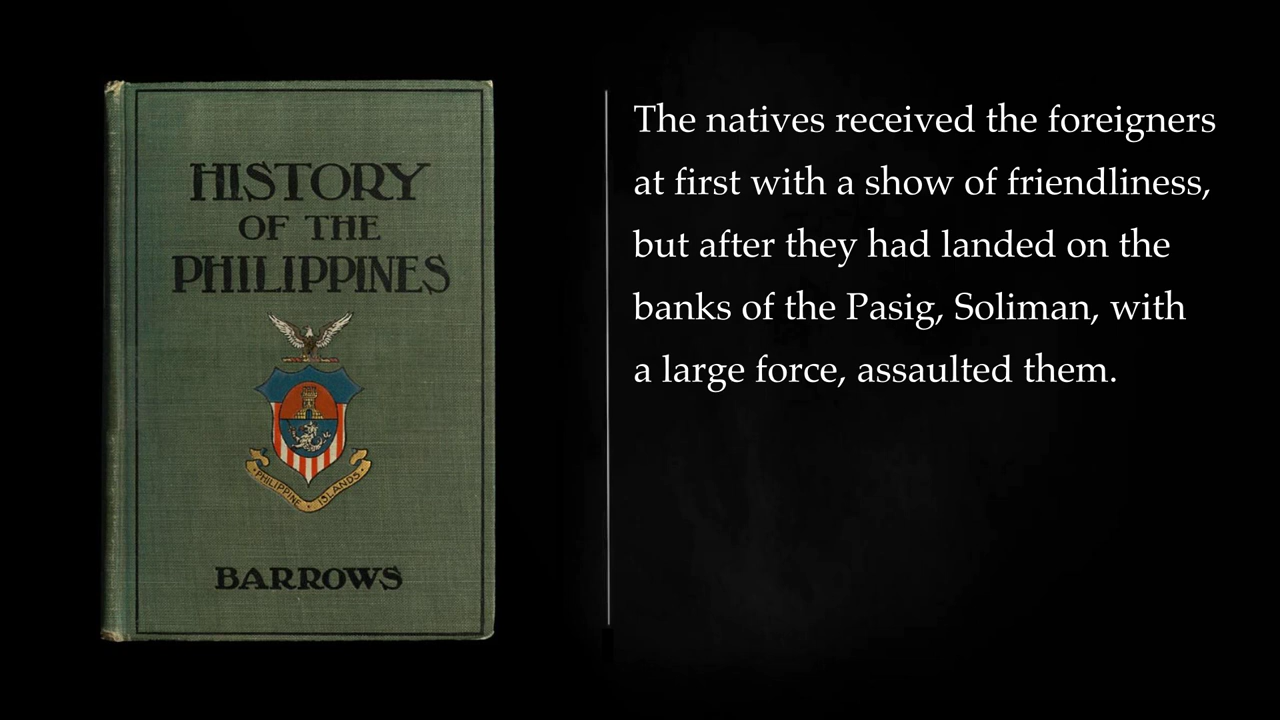 HISTORY
OF THE
PHILIPPINES
PHILIPPINE ISLANDS
BARROWS
The natives received the foreigners
at first with a show of friendliness,
but after they had landed on the
banks of the Pasig, Soliman, with
a large force, assaulted them.